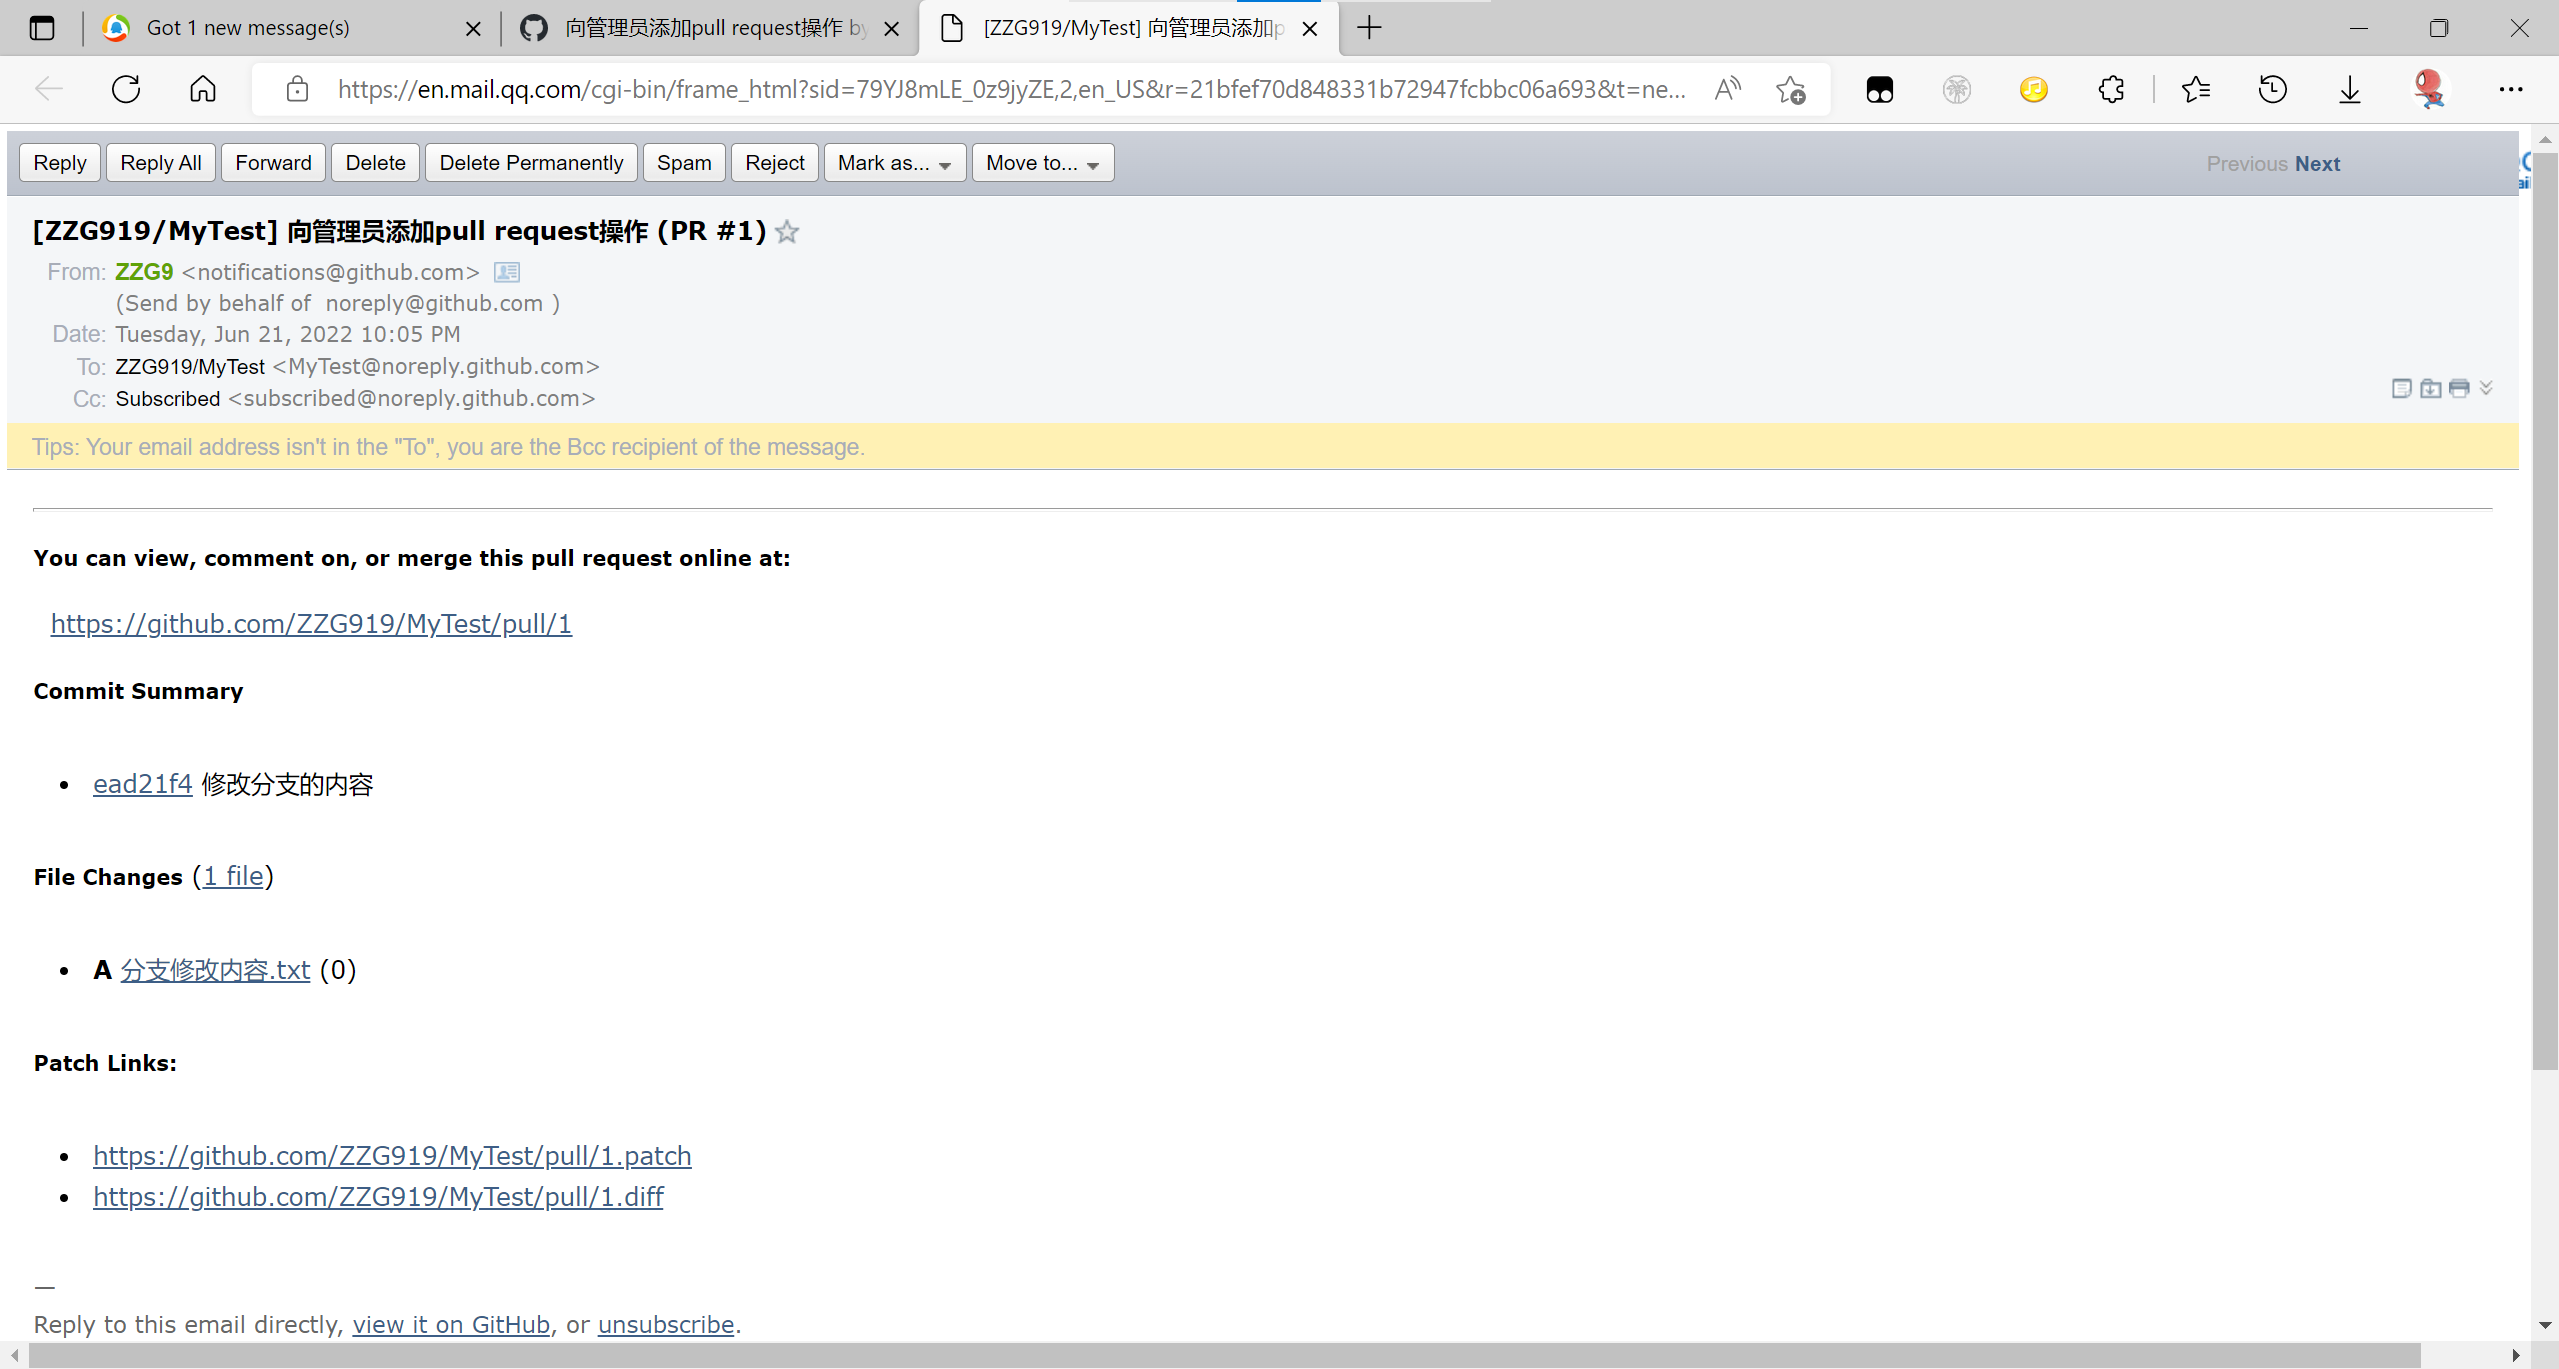 Got 1 new message(s)
向管理员添加pull request操作 by
[ZZG919/MyTest] 向管理员添加p
https://en.mail.qq.com/cgi-bin/frame_html?sid=79YJ8mLE_0z9jyZE,2,en_US&r=21bfef70d848331b72947fcbbc06a693&t=ne...
Reply Reply All Forward Delete Delete Permanently Spam Reject Mark as... Move to... Previous Next
[ZZG919/MyTest] 向管理员添加pull request操作 (PR #1)
From: ZZG9 <notifications@github.com>
(Send by behalf of noreply@github.com )
Date: Tuesday, Jun 21, 2022 10:05 PM
To: ZZG919/MyTest <MyTest@noreply.github.com>
Cc: Subscribed <subscribed@noreply.github.com>
Tips: Your email address isn't in the "To", you are the Bcc recipient of the message.
You can view, comment on, or merge this pull request online at:
https://github.com/ZZG919/MyTest/pull/1
Commit Summary
• ead21f4 修改分支的内容
File Changes (1 file)
• A 分支修改内容.txt (0)
Patch Links:
• https://github.com/ZZG919/MyTest/pull/1.patch
• https://github.com/ZZG919/MyTest/pull/1.diff
—
Reply to this email directly, view it on GitHub, or unsubscribe.